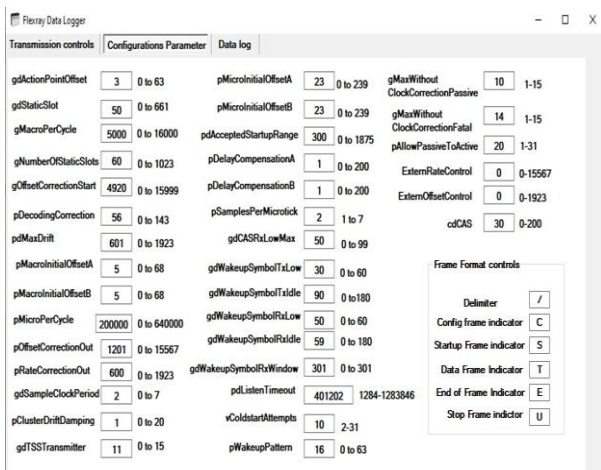 Flexray Data Logger
Transmission controls Configurations Parameter Data log
gdActionPointOffset 3 0 to 63
gdStaticSlot 50 0 to 661
gMacroPerCycle 5000 0 to 16000
gNumberOfStaticSlots 60 0 to 1023
gOffsetCorrectionStart 4920 0 to 15999
pDecodingCorrection 56 0 to 143
pdMaxDrift 601 0 to 1923
pMacroInitialOffsetA 5 0 to 68
pMacroInitialOffsetB 5 0 to 68
pMicroPerCycle 200000 0 to 640000
pOffsetCorrectionOut 1201 0 to 15567
pRateCorrectionOut 600 0 to 1923
gdSampleClockPeriod 2 0 to 7
pClusterDriftDamping 1 0 to 20
gdTSSTransmitter 11 0 to 15
pMicroInitialOffsetA 23 0 to 239
pMicroInitialOffsetB 23 0 to 239
pdAcceptedStartupRange 300 0 to 1875
pDelayCompensationA 1 0 to 200
pDelayCompensationB 1 0 to 200
pSamplesPerMicrotick 2 1 to 7
gdCASRxLowMax 50 0 to 99
gdWakeupSymbolTxLow 30 0 to 60
gdWakeupSymbolTxIdle 90 0 to180
gdWakeupSymbolRxLow 50 0 to 60
gdWakeupSymbolRxIdle 59 0 to 180
gdWakeupSymbolRxWindow 301 0 to 301
pdListenTimeout 401202 1284-1283846
vColdstartAttempts 10 2-31
pWakeupPattern 16 0 to 63
gMaxWithout
ClockCorrectionPassive 10 1-15
gMaxWithout
ClockCorrectionFatal 14 1-15
pAllowPassiveToActive 20 1-31
ExternRateControl 0 0-15567
ExternOffsetControl 0 0-1923
cdCAS 30 0-200
Frame Format controls
Delimiter /
Config frame indicator C
Startup Frame indicator S
Data Frame Indicator T
End of Frame Indicator E
Stop Frame indictor U